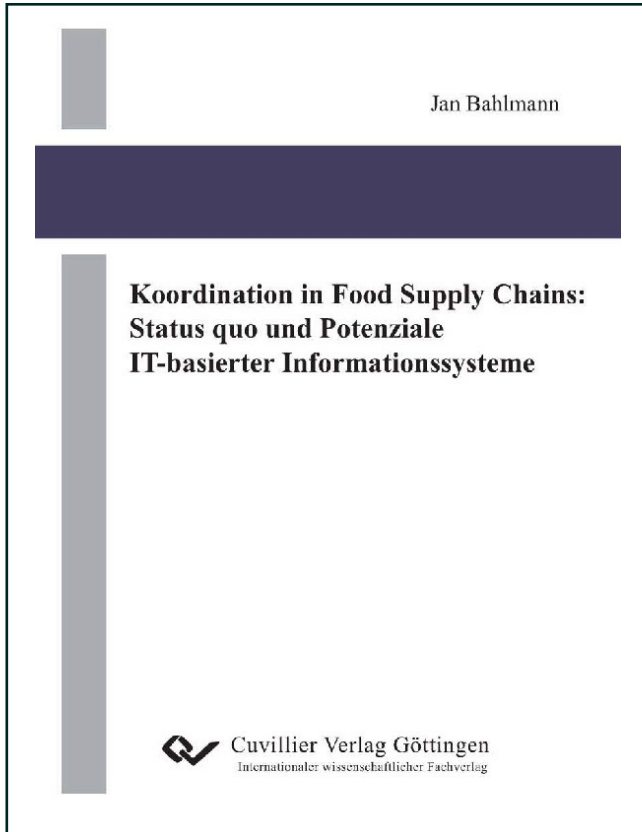 Jan Bahlmann
Koordination in Food Supply Chains:
Status quo und Potenziale
IT-basierter Informationssysteme
Cuvillier Verlag Göttingen
Internationaler wissenschaftlicher Fachverlag